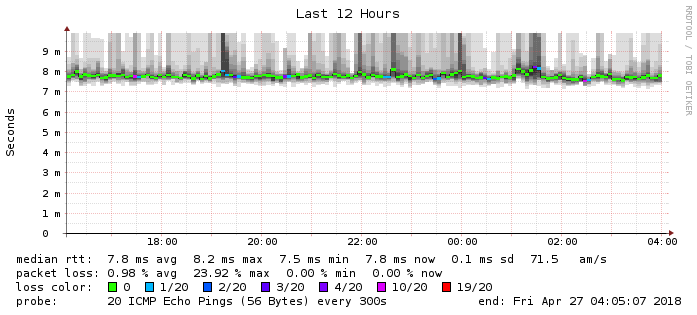 Last 12 Hours
RRDTOOL / TOBI OETIKER
Seconds
9 m
8 m
7 m
6 m
5 m
4 m
3 m
2 m
1 m
0
18:00 20:00 22:00 00:00 02:00 04:00
median rtt: 7.8 ms avg 8.2 ms max 7.5 ms min 7.8 ms now 0.1 ms sd 71.5 am/s
packet loss: 0.98 % avg 23.92 % max 0.00 % min 0.00 % now
loss color: 0 1/20 2/20 3/20 4/20 10/20 19/20
probe: 20 ICMP Echo Pings (56 Bytes) every 300s end: Fri Apr 27 04:05:07 2018